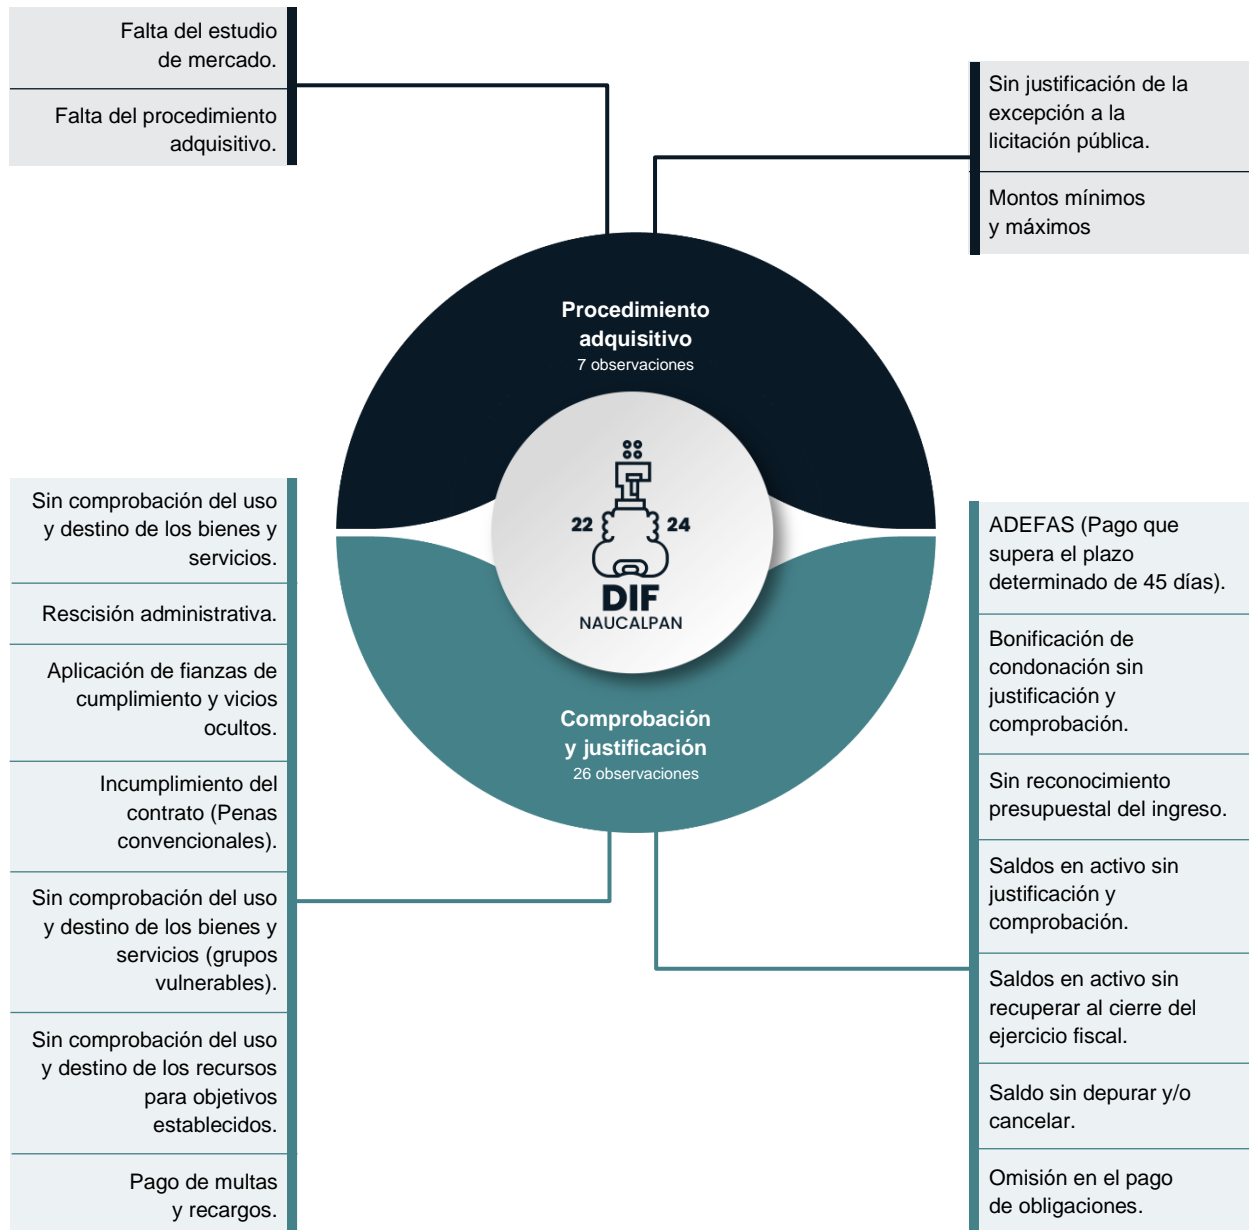 Falta del estudio
de mercado.
Falta del procedimiento
adquisitivo.
Sin justificación de la
excepción a la
licitación pública.
Montos mínimos
y máximos
Procedimiento
adquisitivo
7 observaciones
22 24
DIF
NAUCALPAN
Comprobación
y justificación
26 observaciones
Sin comprobación del uso
y destino de los bienes y
servicios.
Rescisión administrativa.
Aplicación de fianzas de
cumplimiento y vicios
ocultos.
Incumplimiento del
contrato (Penas
convencionales).
Sin comprobación del uso
y destino de los bienes y
servicios (grupos
vulnerables).
Sin comprobación del uso
y destino de los recursos
para objetivos
establecidos.
Pago de multas
y recargos.
ADEFAS (Pago que
supera el plazo
determinado de 45 días).
Bonificación de
condonación sin
justificación y
comprobación.
Sin reconocimiento
presupuestal del ingreso.
Saldos en activo sin
justificación y
comprobación.
Saldos en activo sin
recuperar al cierre del
ejercicio fiscal.
Saldo sin depurar y/o
cancelar.
Omisión en el pago
de obligaciones.